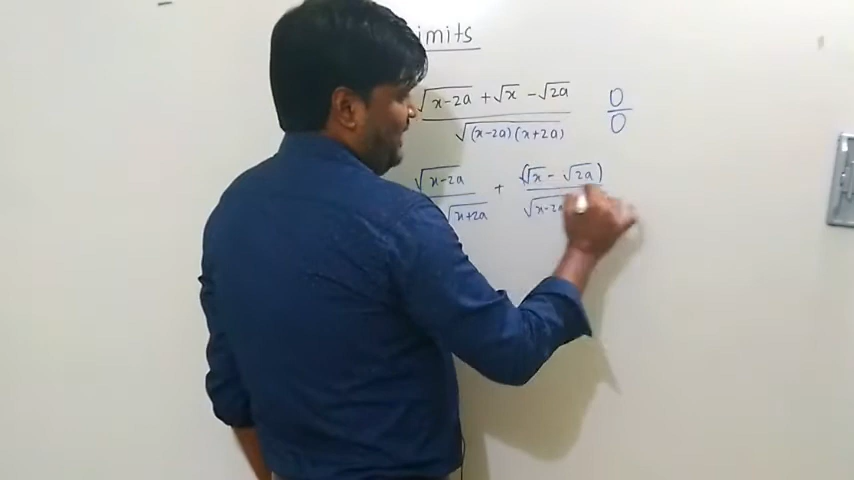 imits
√x-2a + √x - √2a 0
√(x-2a)(x+2a) 0
√x-2a + (√x - √2a)
√x+2a √x-2a